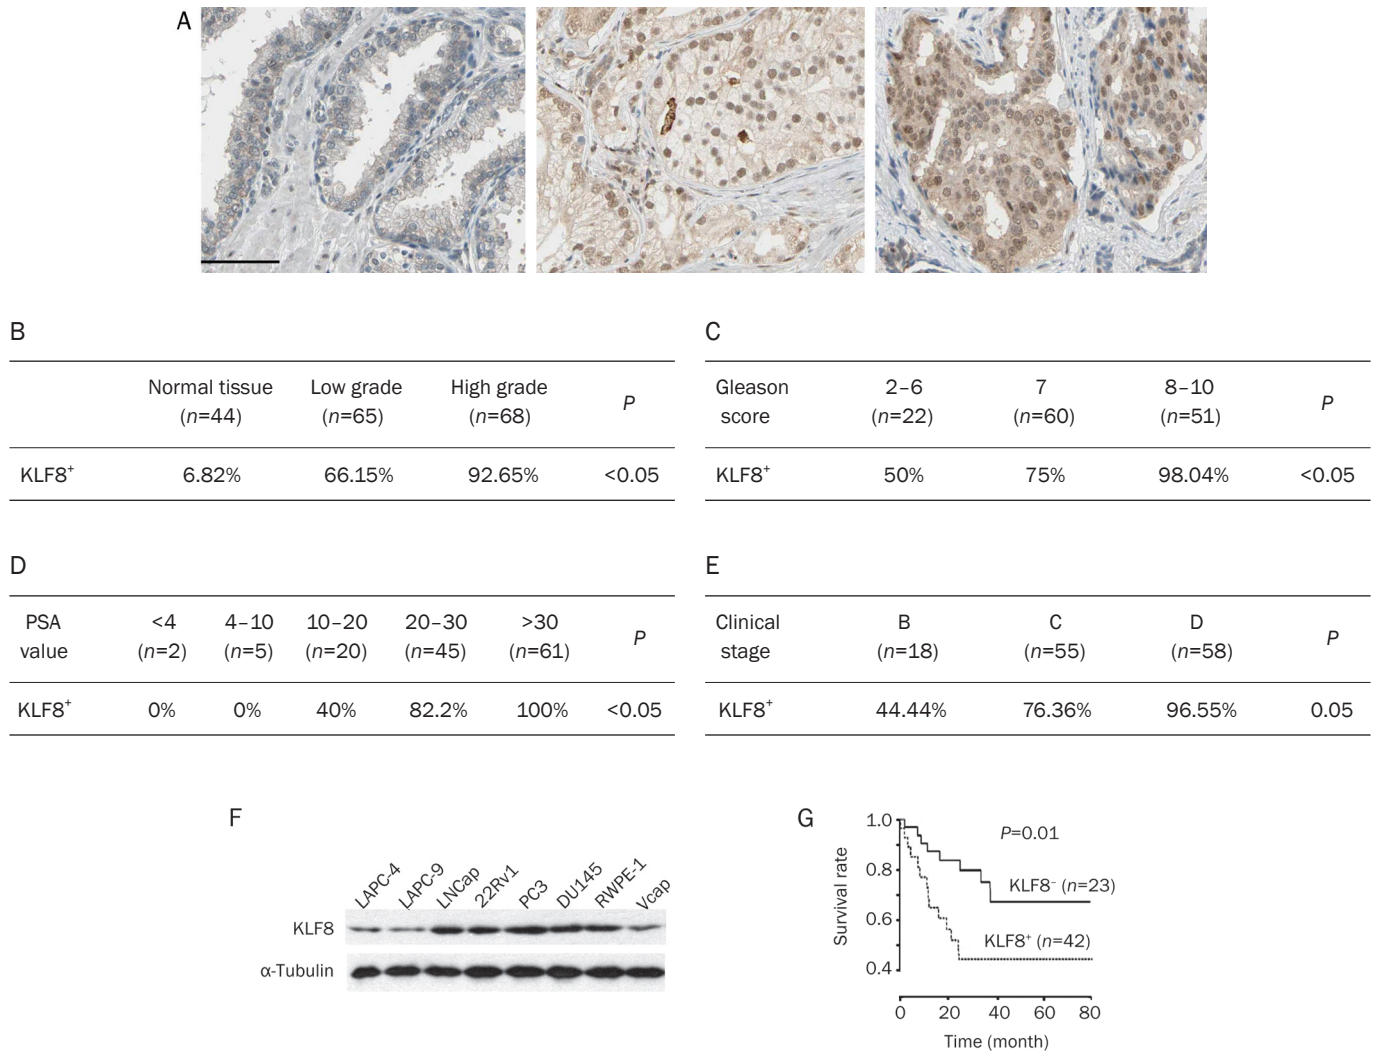 A
B
Normal tissue Low grade High grade P
(n=44) (n=65) (n=68)
KLF8+ 6.82% 66.15% 92.65% <0.05
C
Gleason 2–6 7 8–10 P
score (n=22) (n=60) (n=51)
KLF8+ 50% 75% 98.04% <0.05
D
PSA <4 4–10 10–20 20–30 >30 P
value (n=2) (n=5) (n=20) (n=45) (n=61)
KLF8+ 0% 0% 40% 82.2% 100% <0.05
E
Clinical B C D P
stage (n=18) (n=55) (n=58)
KLF8+ 44.44% 76.36% 96.55% 0.05
F
LAPC-4 LAPC-9 LNCap 22Rv1 PC3 DU145 RWPE-1 Vcap
KLF8
α-Tubulin
G
1.0
0.8
0.6
0.4
Survival rate
P=0.01
KLF8− (n=23)
KLF8+ (n=42)
0 20 40 60 80
Time (month)